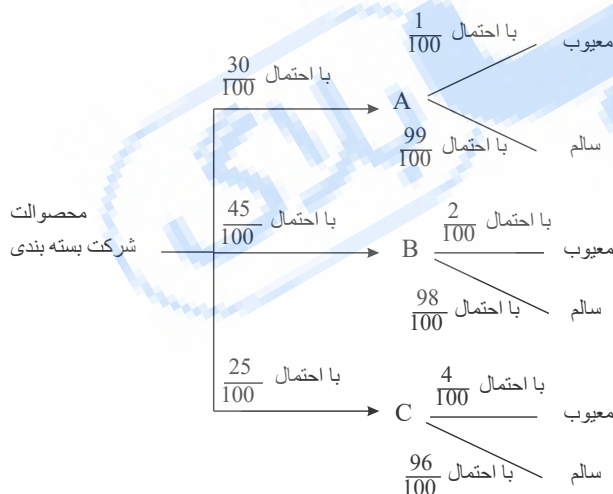 با احتمال 1/100 معیوب
با احتمال 30/100
A
با احتمال 99/100 سالم
محصوالت
شرکت بسته بندی
با احتمال 45/100
B
با احتمال 2/100
معیوب
با احتمال 98/100 سالم
با احتمال 25/100
C
با احتمال 4/100
معیوب
با احتمال 96/100 سالم